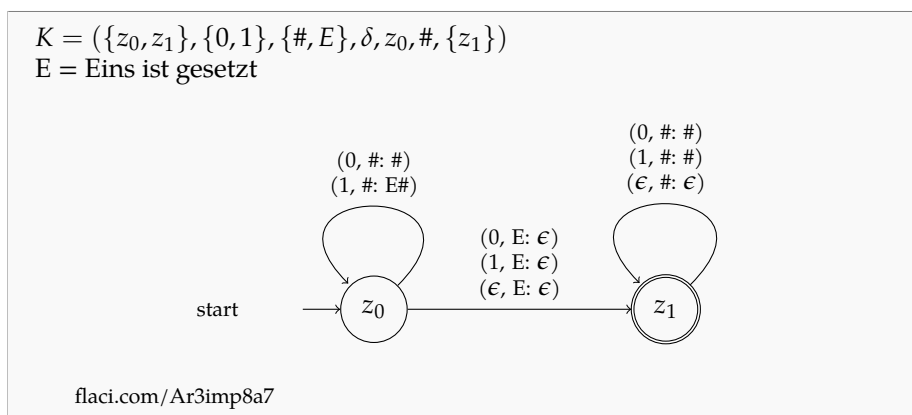 K = ({z₀, z₁}, {0, 1}, {#, E}, δ, z₀, #, {z₁})
E = Eins ist gesetzt
(0, #: #)
(1, #: E#)
(0, #: #)
(1, #: #)
(ϵ, #: ϵ)
(0, E: ϵ)
(1, E: ϵ)
(ϵ, E: ϵ)
start
z₀
z₁
flaci.com/Ar3imp8a7